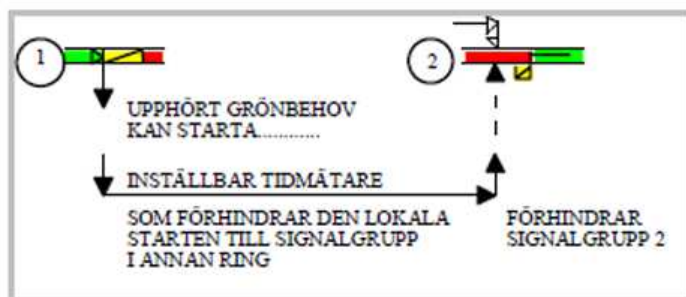 1
2
UPPHÖRT GRÖNBEHOV
KAN STARTA............
INSTÄLLBAR TIDMÄTARE
SOM FÖRHINDRAR DEN LOKALA
STARTEN TILL SIGNALGRUPP
I ANNAN RING
FÖRHINDRAR
SIGNALGRUPP 2